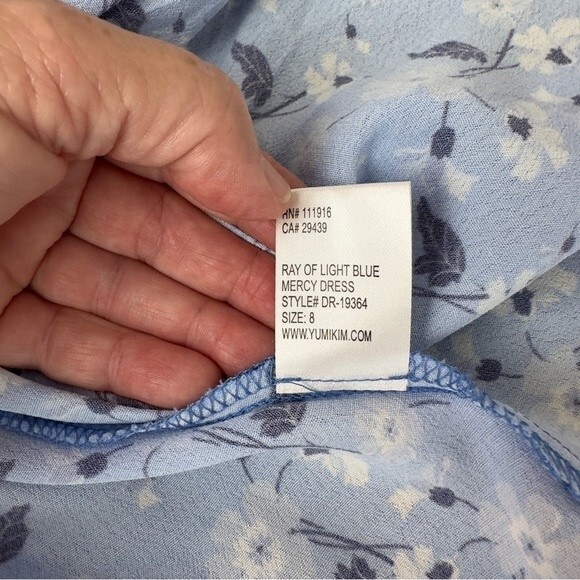 RN# 111916
CA# 29439
RAY OF LIGHT BLUE
MERCY DRESS
STYLE# DR-19364
SIZE: 8
WWW.YUMIKIM.COM